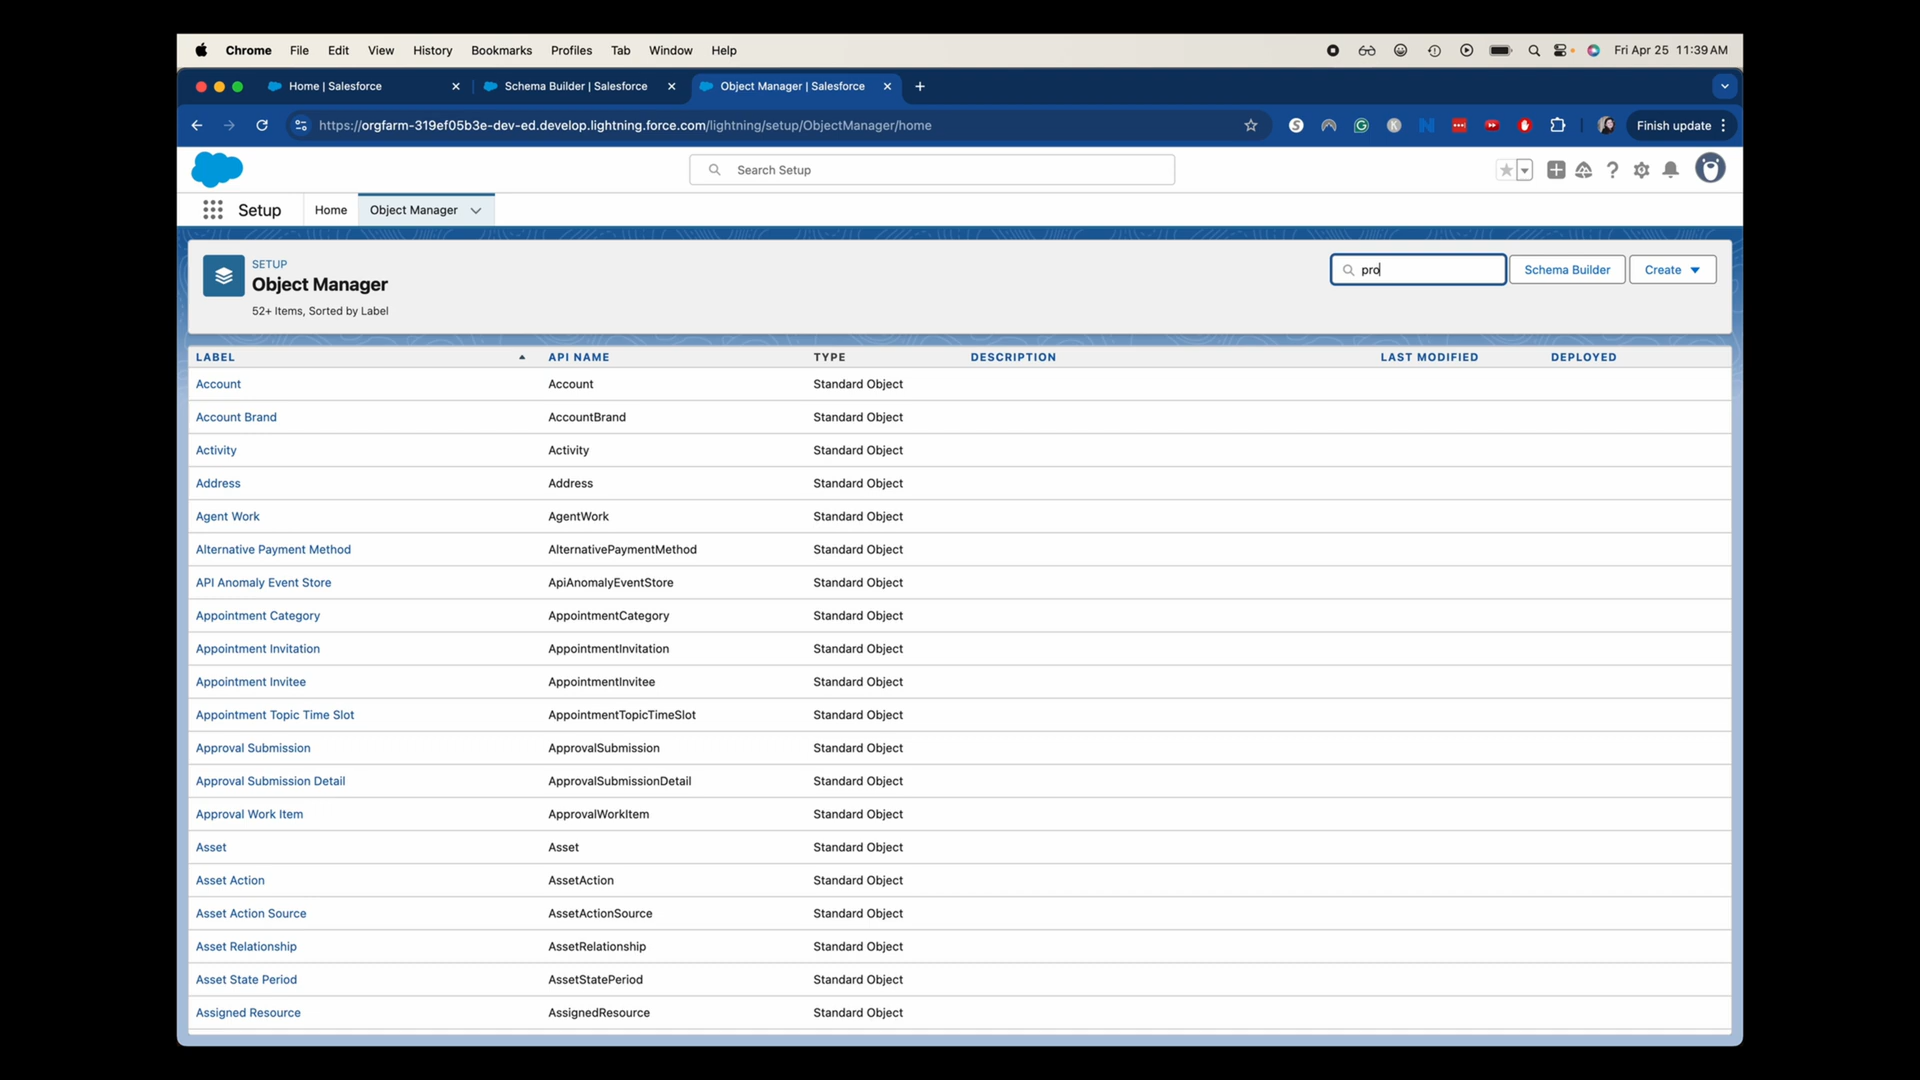 Chrome File Edit View History Bookmarks Profiles Tab Window Help Fri Apr 25 11:39 AM
Home | Salesforce Schema Builder | Salesforce Object Manager | Salesforce
https://orgfarm-319ef05b3e-dev-ed.develop.lightning.force.com/lightning/setup/ObjectManager/home Finish update
Search Setup
Setup Home Object Manager
SETUP
Object Manager
52+ Items, Sorted by Label
pro Schema Builder Create
LABEL API NAME TYPE DESCRIPTION LAST MODIFIED DEPLOYED
Account Account Standard Object
Account Brand AccountBrand Standard Object
Activity Activity Standard Object
Address Address Standard Object
Agent Work AgentWork Standard Object
Alternative Payment Method AlternativePaymentMethod Standard Object
API Anomaly Event Store ApiAnomalyEventStore Standard Object
Appointment Category AppointmentCategory Standard Object
Appointment Invitation AppointmentInvitation Standard Object
Appointment Invitee AppointmentInvitee Standard Object
Appointment Topic Time Slot AppointmentTopicTimeSlot Standard Object
Approval Submission ApprovalSubmission Standard Object
Approval Submission Detail ApprovalSubmissionDetail Standard Object
Approval Work Item ApprovalWorkItem Standard Object
Asset Asset Standard Object
Asset Action AssetAction Standard Object
Asset Action Source AssetActionSource Standard Object
Asset Relationship AssetRelationship Standard Object
Asset State Period AssetStatePeriod Standard Object
Assigned Resource AssignedResource Standard Object